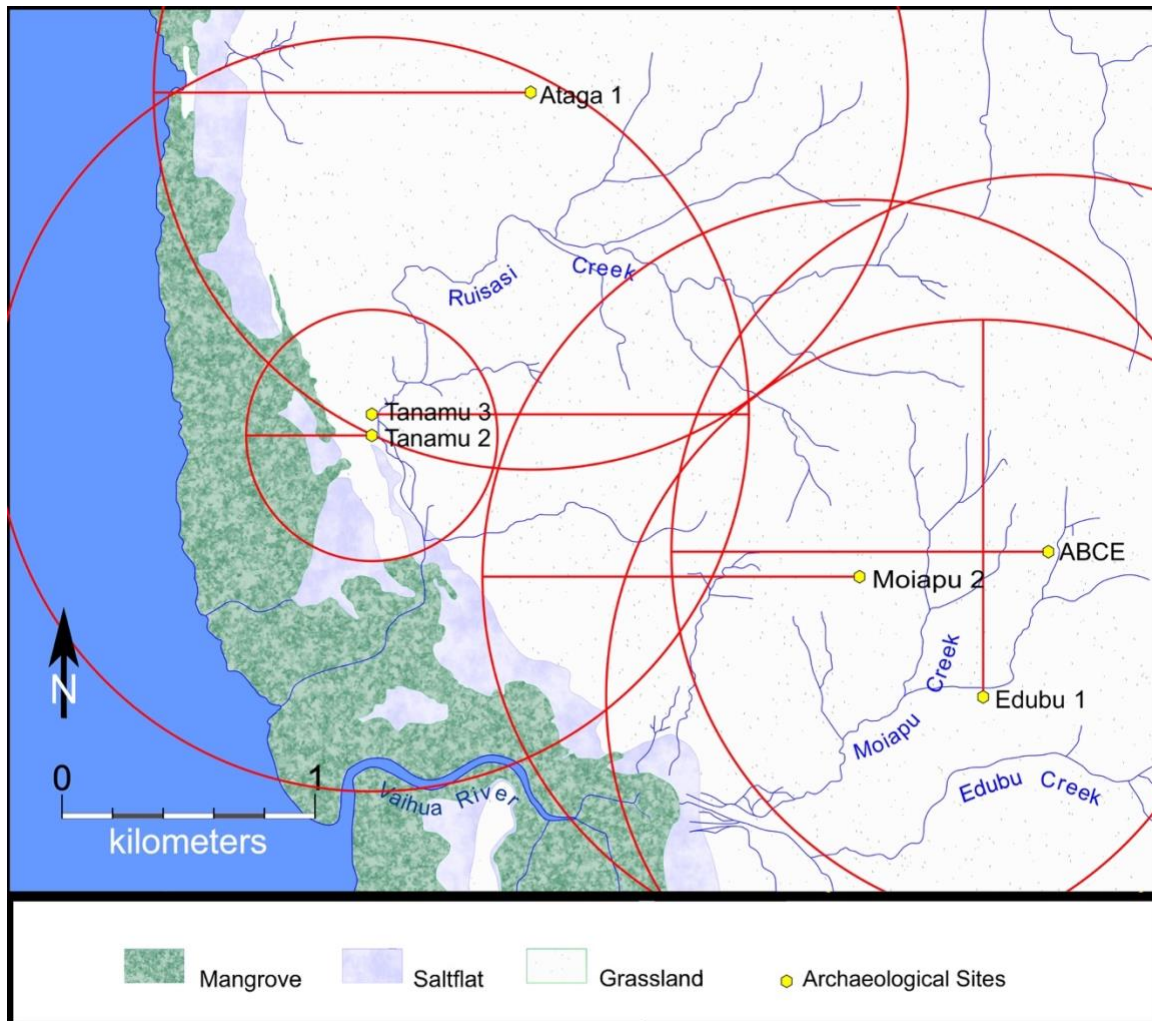 Ataga 1
Ruisasi Creek
Tanamu 3
Tanamu 2
ABCE
Moiapu 2
Edubu 1
Moiapu Creek
Edubu Creek
Vaihua River
N
0 1
kilometers
Mangrove Saltflat Grassland Archaeological Sites